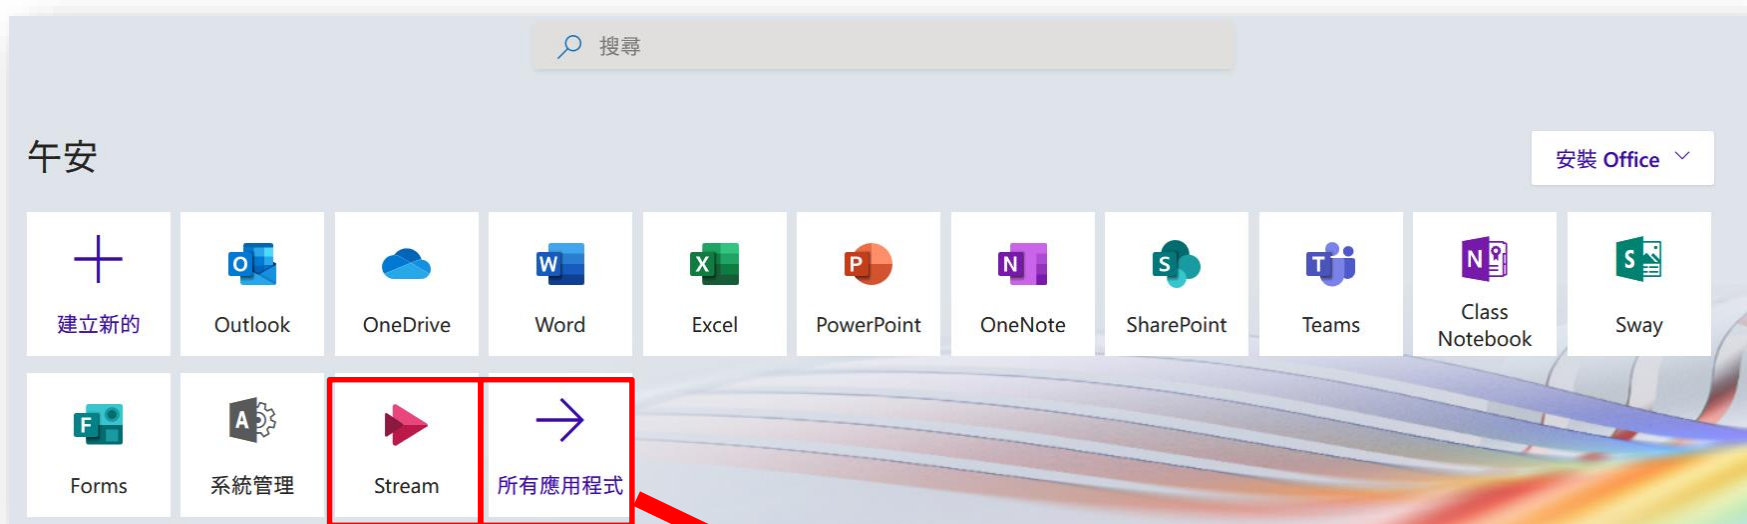 搜尋
午安
安裝 Office
建立新的
Outlook
OneDrive
Word
Excel
PowerPoint
OneNote
SharePoint
Teams
Class
Notebook
Sway
Forms
系統管理
Stream
所有應用程式